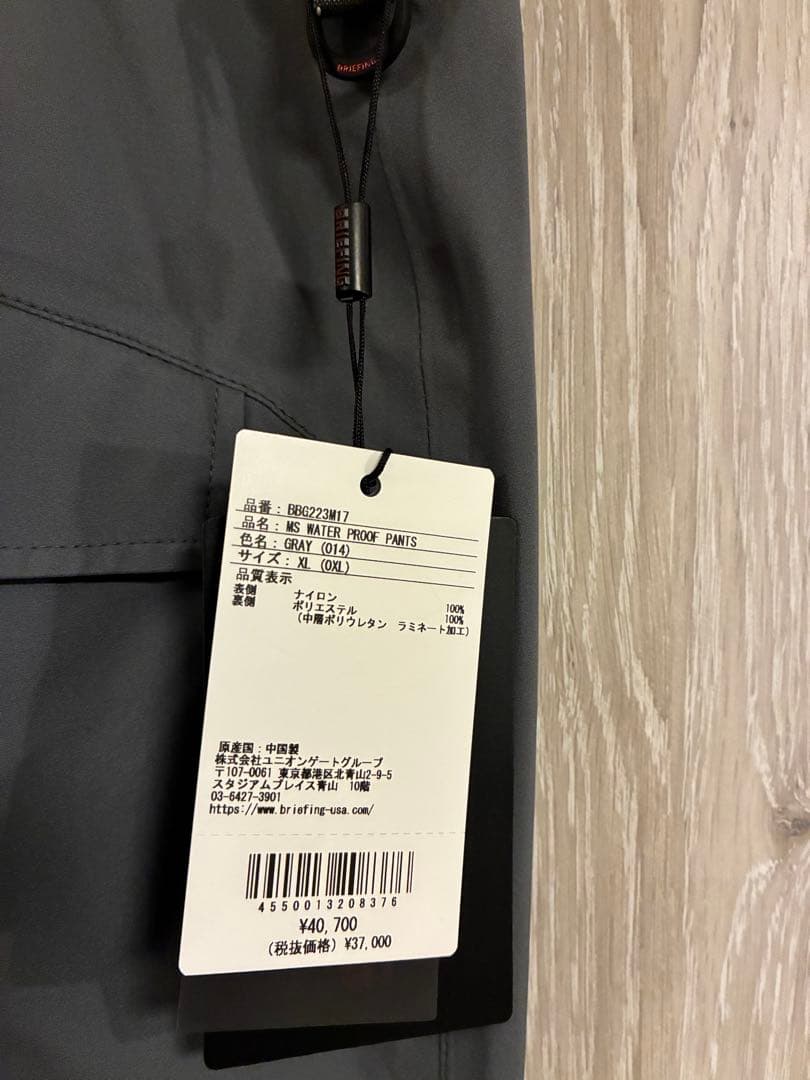 BRIEFING
BRIEFING
品番: BBG223M17
品名: MS WATER PROOF PANTS
色名: GRAY (014)
サイズ: XL (0XL)
品質表示
表側 ナイロン 100%
裏側 ポリエステル 100%
(中層ポリウレタン ラミネート加工)
原産国:中国製
株式会社ユニオンゲートグループ
〒107-0061 東京都港区北青山2-9-5
スタジアムプレイス青山 10階
03-6427-3901
https://www.briefing-usa.com/
4550013208376
¥40,700
(税抜価格) ¥37,000